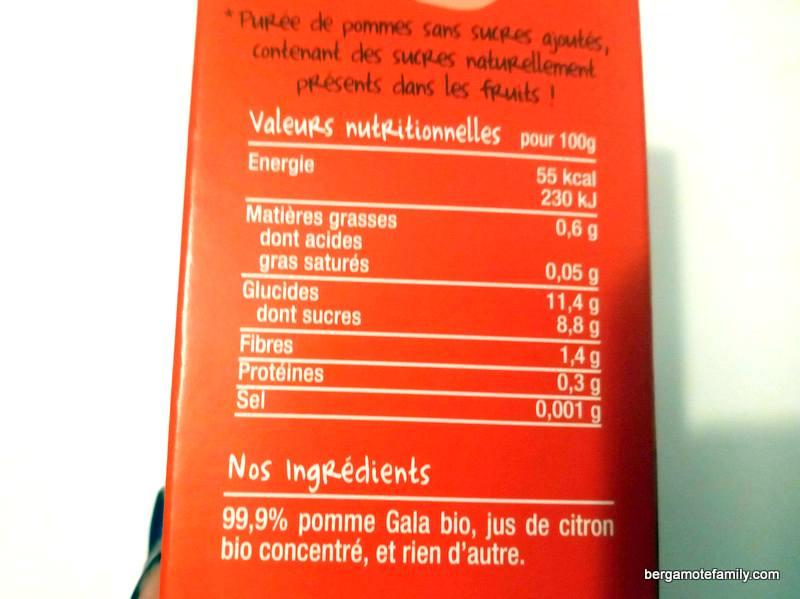 * Purée de pommes sans sucres ajoutés,
contenant des sucres naturellement
présents dans les fruits !
Valeurs nutritionnelles pour 100g
Energie 55 kcal
230 kJ
Matières grasses 0,6 g
dont acides
gras saturés 0,05 g
Glucides 11,4 g
dont sucres 8,8 g
Fibres 1,4 g
Protéines 0,3 g
Sel 0,001 g
Nos Ingrédients
99,9% pomme Gala bio, jus de citron
bio concentré, et rien d'autre.
bergamotefamily.com